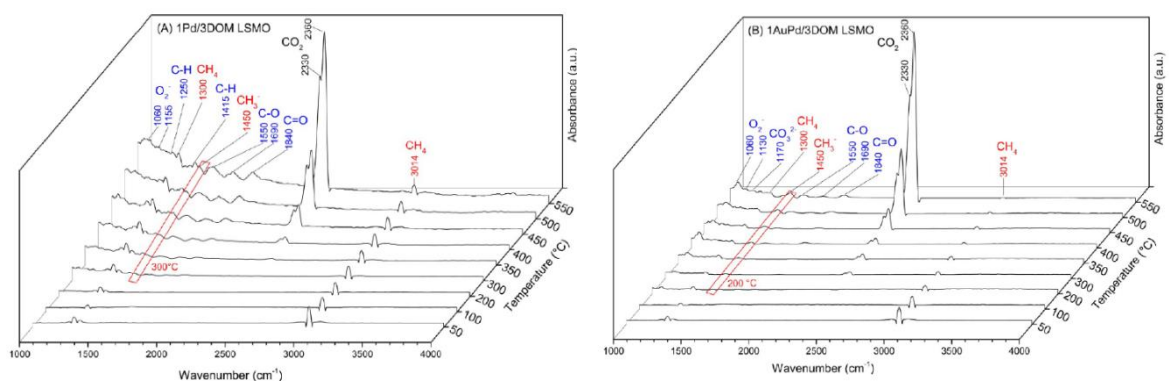 (A) 1Pd/3DOM LSMO
2360
2330
CO2
C-H
CH4
O2-
C-H
CH3-
C-O
C=O
1060
1155
1250
1300
1415
1450
1550
1690
1840
CH4
3014
300°C
Absorbance (a.u.)
550
500
450
400
350
300
200
100
50
Temperature (°C)
1000
1500
2000
2500
3000
3500
4000
Wavenumber (cm-1)
(B) 1AuPd/3DOM LSMO
2360
2330
CO2
O2-
CO3 2-
CH4
CH3-
C-O
C=O
1060
1130
1170
1300
1450
1550
1690
1840
CH4
3014
200 °C
Absorbance (a.u.)
550
500
450
400
350
300
200
100
50
Temperature (°C)
1000
1500
2000
2500
3000
3500
4000
Wavenumber (cm-1)